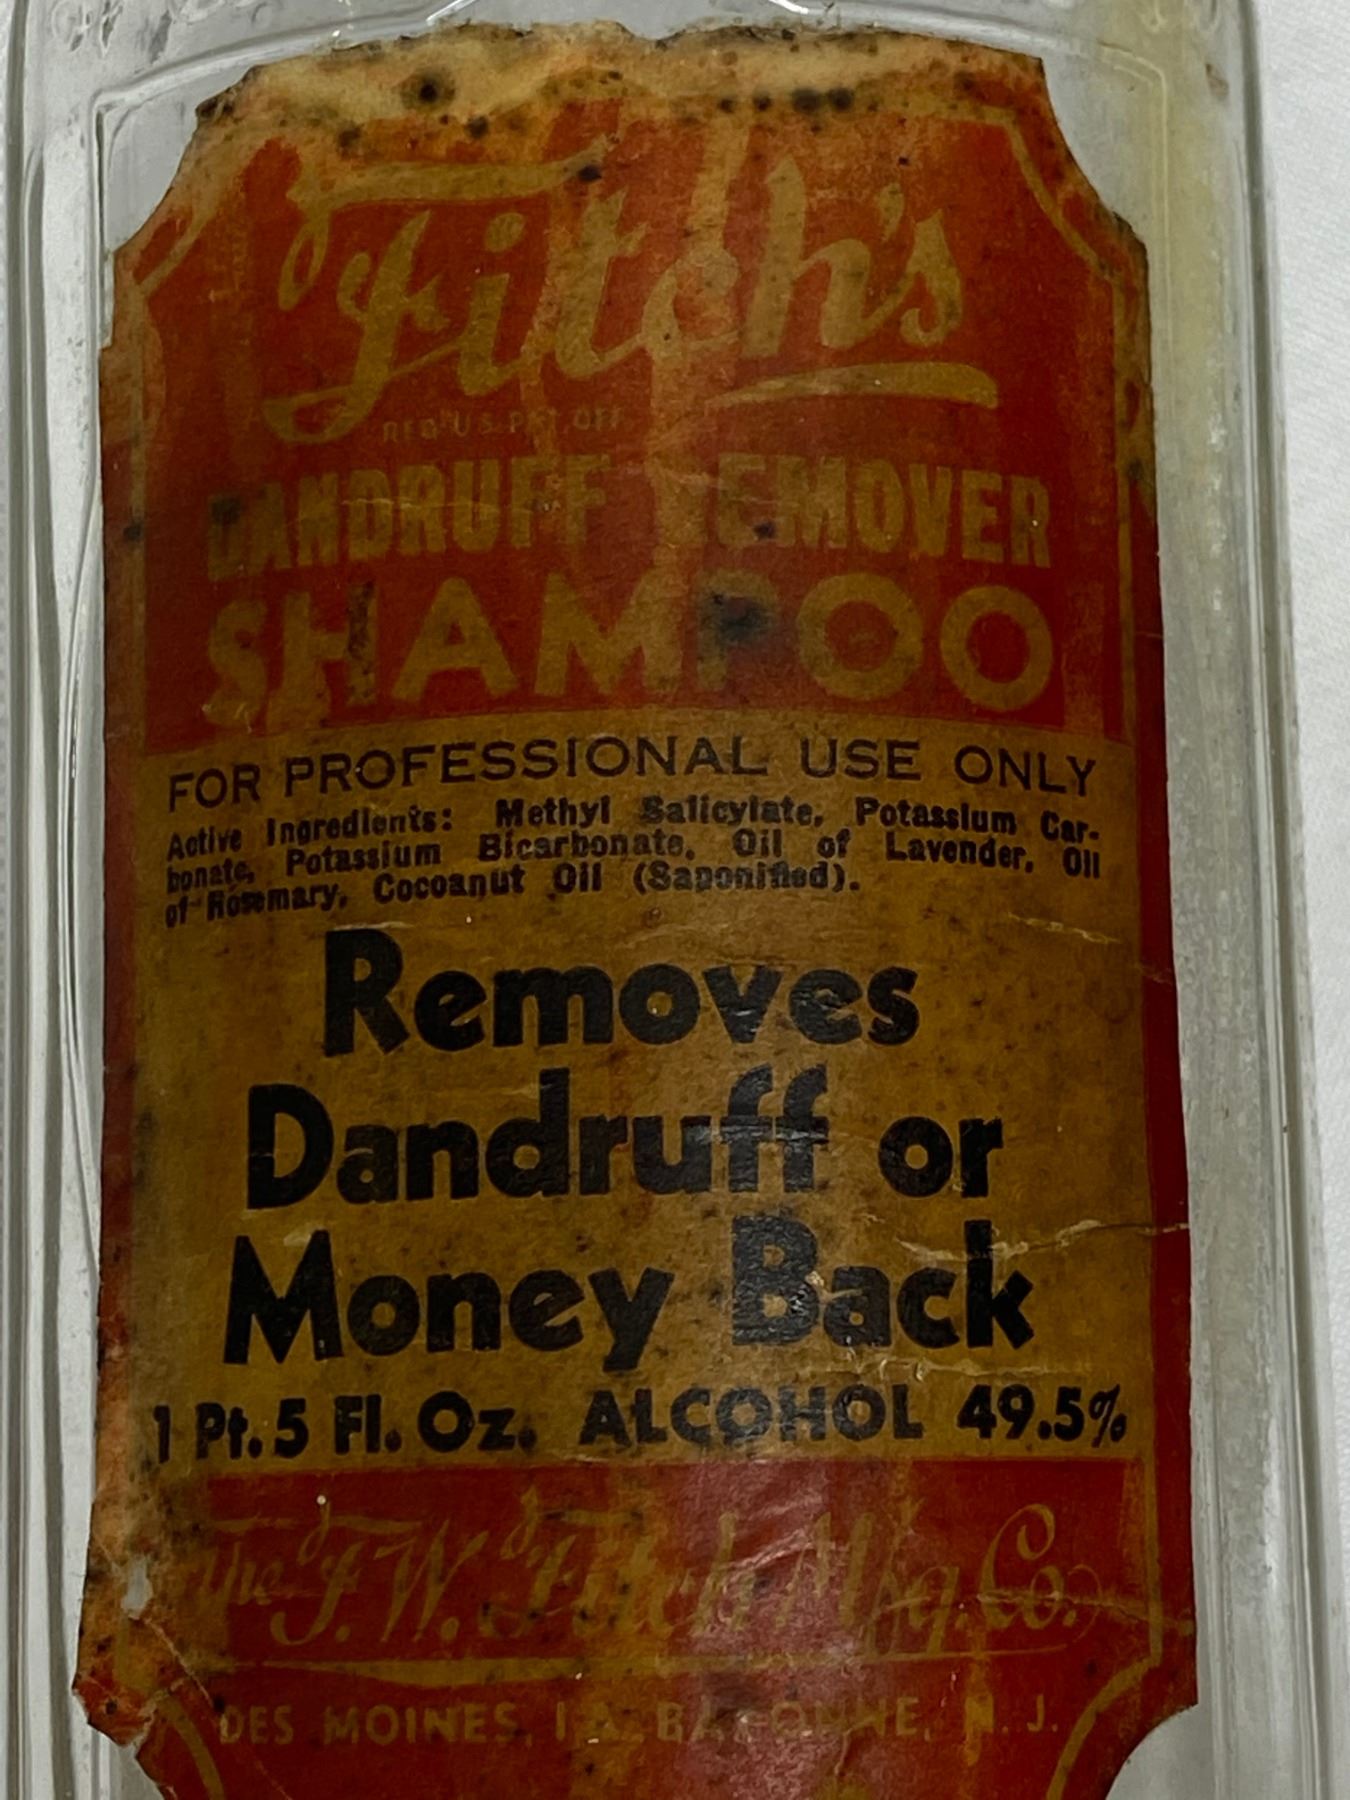 Fitch's
REG U.S. PAT. OFF.
DANDRUFF REMOVER
SHAMPOO
FOR PROFESSIONAL USE ONLY
Active Ingredients: Methyl Salicylate, Potassium Car-
bonate, Potassium Bicarbonate, Oil of Lavender, Oil
of Rosemary, Cocoanut Oil (Saponified).
Removes
Dandruff or
Money Back
1 Pt. 5 Fl. Oz. ALCOHOL 49.5%
The F.W. Fitch Mfg. Co.
DES MOINES, IA. BAYONNE, N. J.